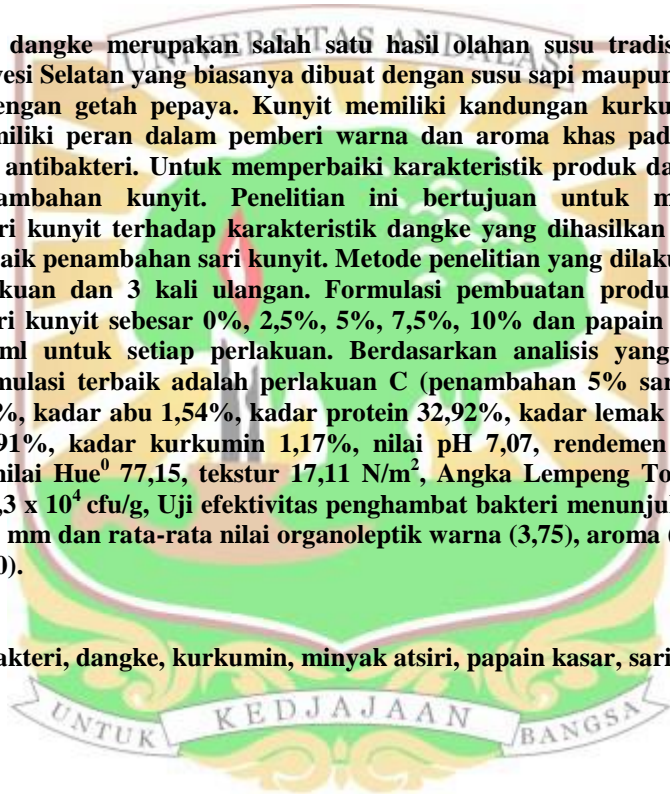 UNIVERSITAS ANDALAS
dangke merupakan salah satu hasil olahan susu tradis
vesi Selatan yang biasanya dibuat dengan susu sapi maupun
engan getah pepaya. Kunyit memiliki kandungan kurku
miliki peran dalam pemberi warna dan aroma khas pad
antibakteri. Untuk memperbaiki karakteristik produk da
ambahan kunyit. Penelitian ini bertujuan untuk m
ri kunyit terhadap karakteristik dangke yang dihasilkan
aik penambahan sari kunyit. Metode penelitian yang dilaku
kuan dan 3 kali ulangan. Formulasi pembuatan produ
ri kunyit sebesar 0%, 2,5%, 5%, 7,5%, 10% dan papain
ml untuk setiap perlakuan. Berdasarkan analisis yang
mulasi terbaik adalah perlakuan C (penambahan 5% sar
%, kadar abu 1,54%, kadar protein 32,92%, kadar lemak
91%, kadar kurkumin 1,17%, nilai pH 7,07, rendemen
nilai Hue⁰ 77,15, tekstur 17,11 N/m², Angka Lempeng To
,3 x 10⁴ cfu/g, Uji efektivitas penghambat bakteri menunju
mm dan rata-rata nilai organoleptik warna (3,75), aroma
0).
akteri, dangke, kurkumin, minyak atsiri, papain kasar, sari
UNTUK KEDJAJAAN BANGSA